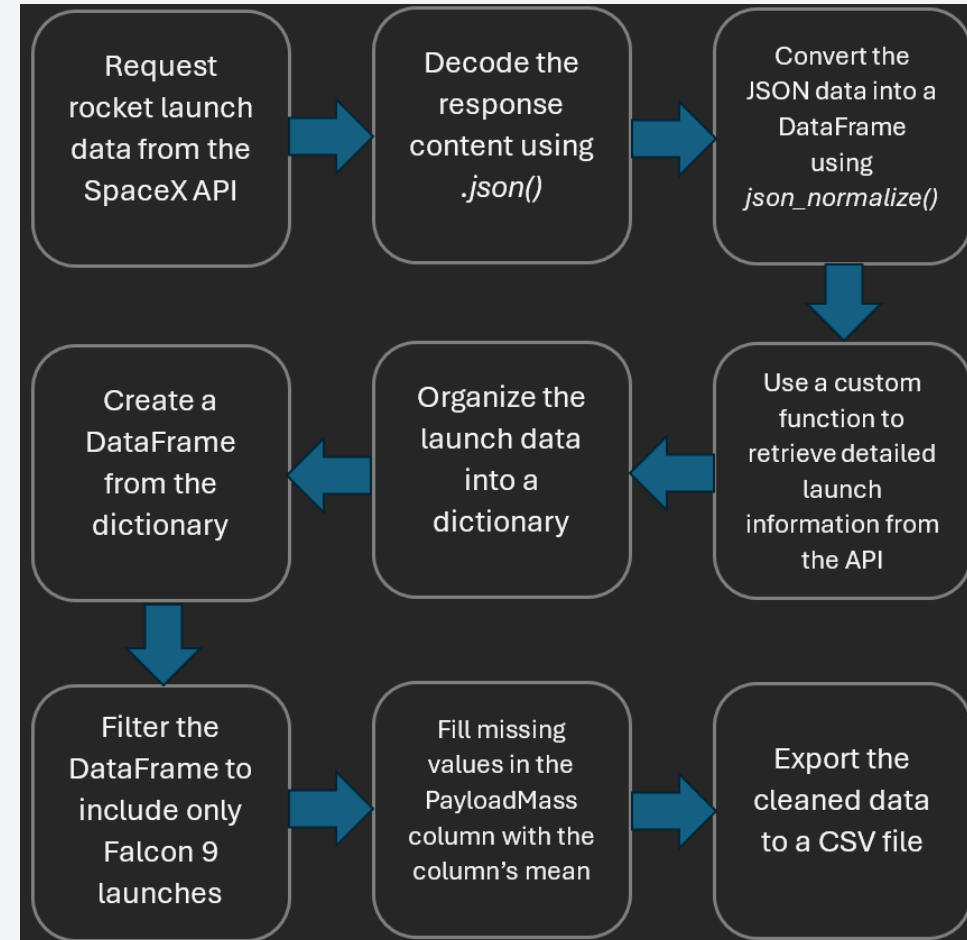 Request
rocket launch
data from the
SpaceX API
Decode the
response
content using
.json()
Convert the
JSON data into a
DataFrame
using
json_normalize()
Use a custom
function to
retrieve detailed
launch
information from
the API
Organize the
launch data
into a
dictionary
Create a
DataFrame
from the
dictionary
Filter the
DataFrame to
include only
Falcon 9
launches
Fill missing
values in the
PayloadMass
column with the
column’s mean
Export the
cleaned data
to a CSV file